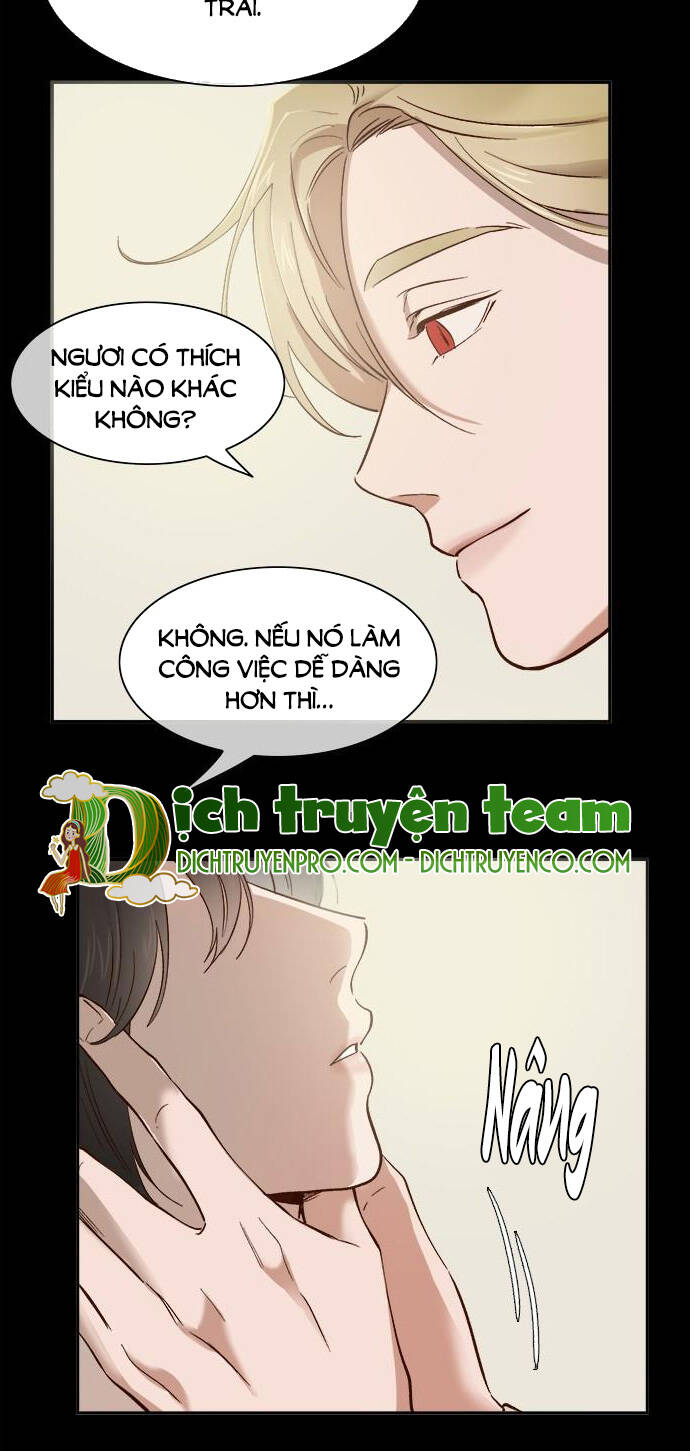 TRAI.
NGƯƠI CÓ THÍCH
KIỂU NÀO KHÁC
KHÔNG?
KHÔNG. NẾU NÓ LÀM
CÔNG VIỆC DỄ DÀNG
HƠN THÌ...
Dịch truyện team
DICHTRUYENPRO.COM - DICHTRUYENCO.COM
Nâng